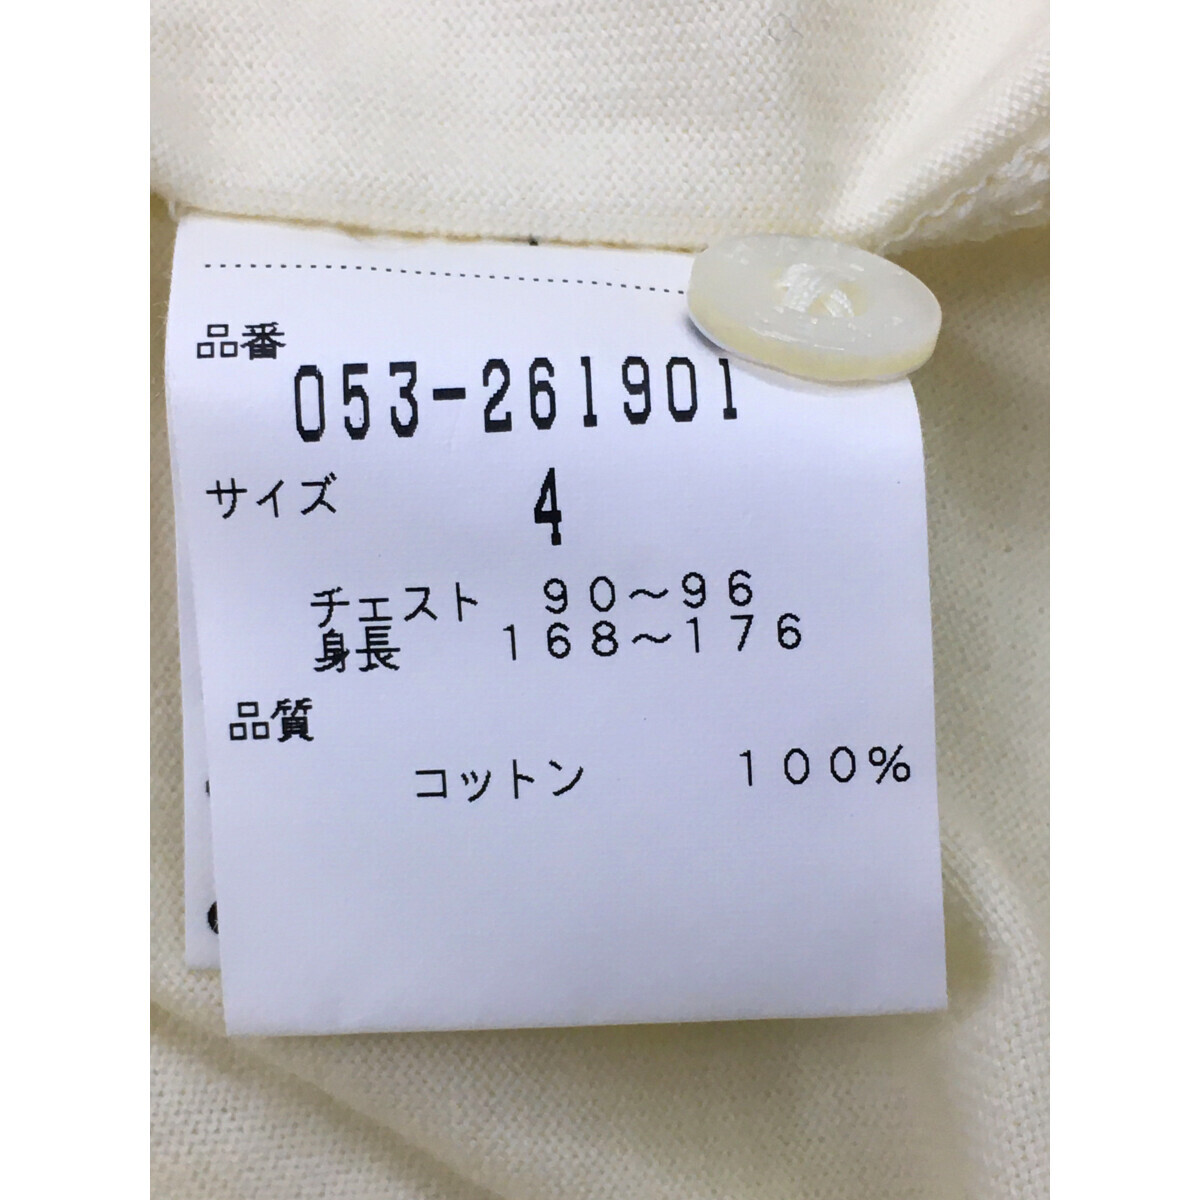 品番
053-261901
サイズ 4
チェスト 90～96
身長 168～176
品質
コットン 100%